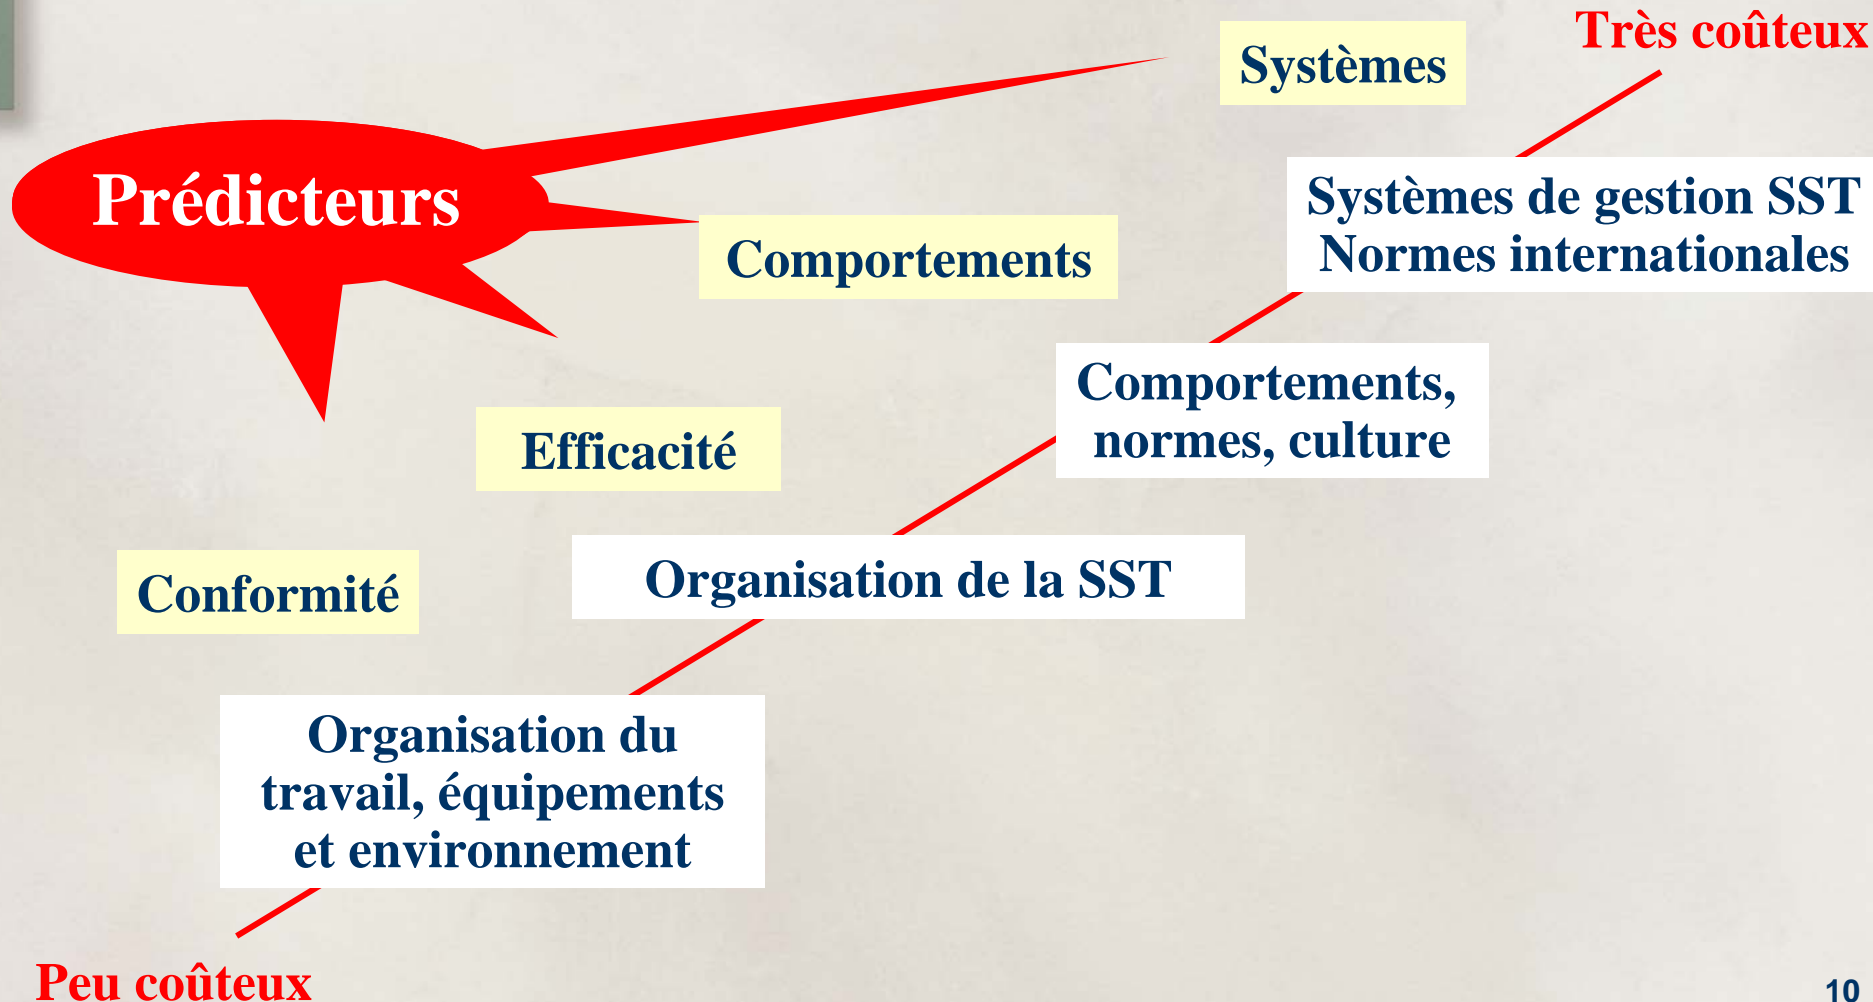 Très coûteux
Systèmes
Prédicteurs
Systèmes de gestion SST
Normes internationales
Comportements
Comportements,
normes, culture
Efficacité
Organisation de la SST
Conformité
Organisation du
travail, équipements
et environnement
Peu coûteux
10